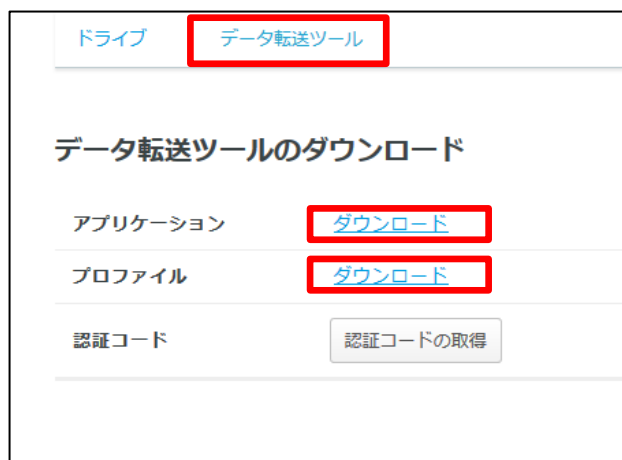 ドライブ データ転送ツール
データ転送ツールのダウンロード
アプリケーション ダウンロード
プロファイル ダウンロード
認証コード 認証コードの取得